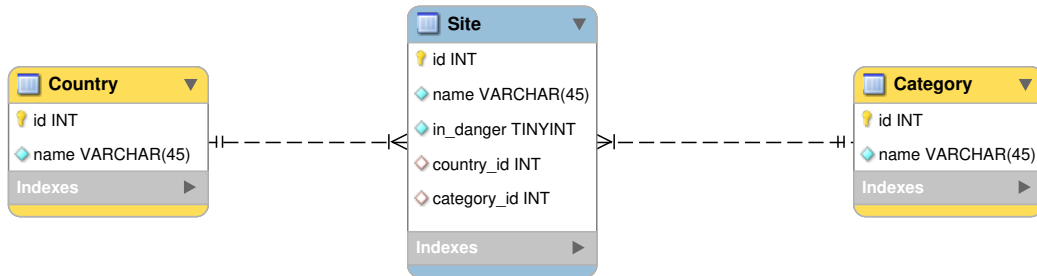 Country
id INT
name VARCHAR(45)
Indexes
Site
id INT
name VARCHAR(45)
in_danger TINYINT
country_id INT
category_id INT
Indexes
Category
id INT
name VARCHAR(45)
Indexes